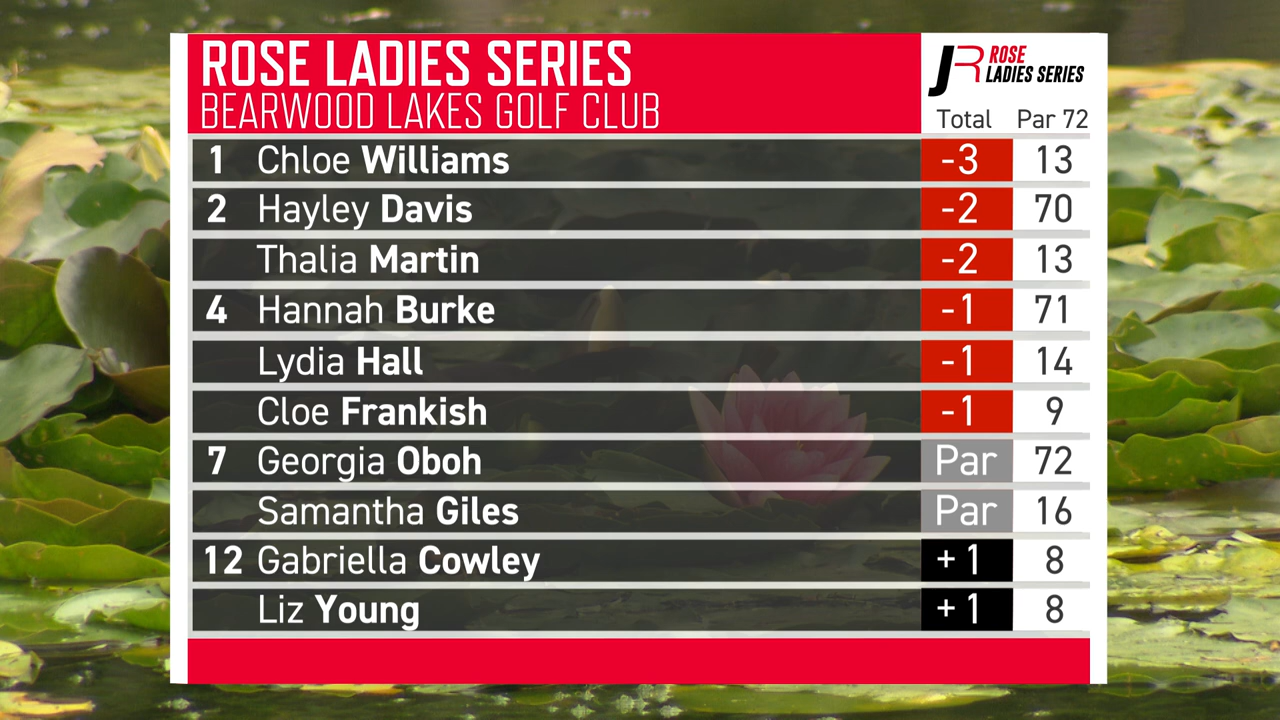 ROSE LADIES SERIES
BEARWOOD LAKES GOLF CLUB
JR ROSE LADIES SERIES
Total Par 72
1 Chloe Williams -3 13
2 Hayley Davis -2 70
Thalia Martin -2 13
4 Hannah Burke -1 71
Lydia Hall -1 14
Cloe Frankish -1 9
7 Georgia Oboh Par 72
Samantha Giles Par 16
12 Gabriella Cowley +1 8
Liz Young +1 8